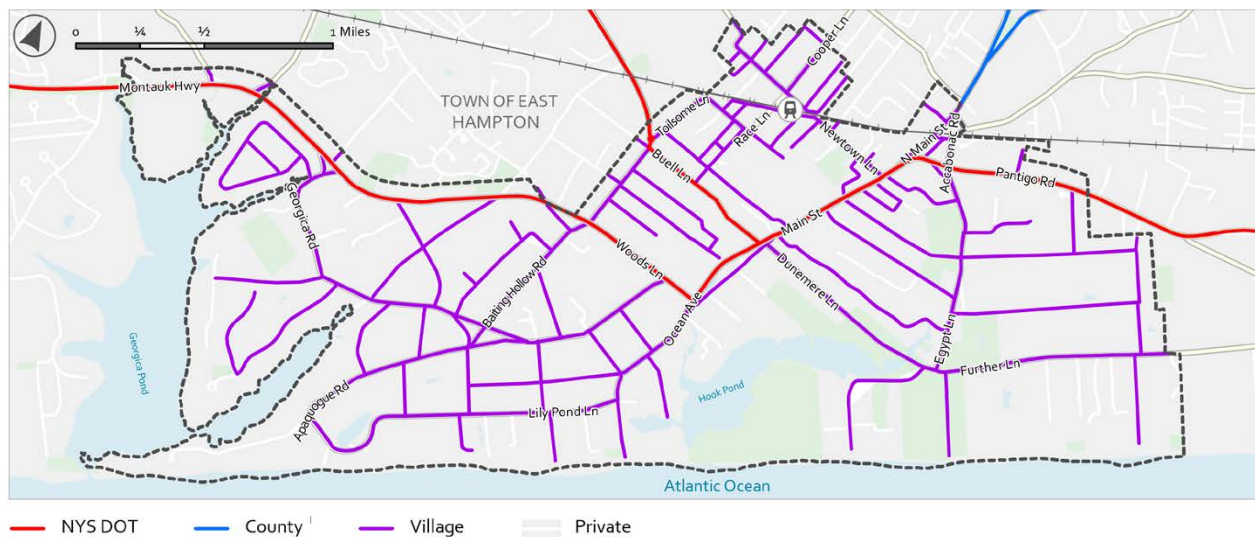 0 ¼ ½ 1 Miles
Montauk Hwy
TOWN OF EAST
HAMPTON
Cooper Ln
Toilsome Ln
Race Ln
Newtown Ln
N Main St
Accabonac Rd
Buell Ln
Pantigo Rd
Georgica Rd
Main St
Woods Ln
Baiting Hollow Rd
Dunemere Ln
Ocean Ave
Egypt Ln
Georgica Pond
Further Ln
Hook Pond
Apaquogue Rd
Lily Pond Ln
Atlantic Ocean
NYS DOT County Village Private